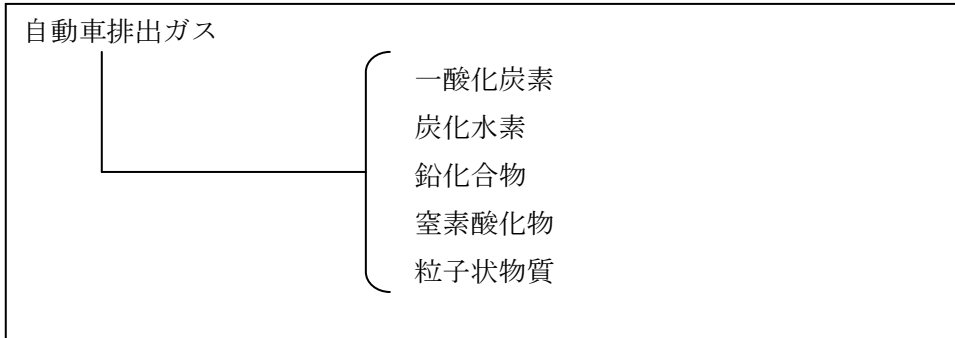 自動車排出ガス
一酸化炭素
炭化水素
鉛化合物
窒素酸化物
粒子状物質